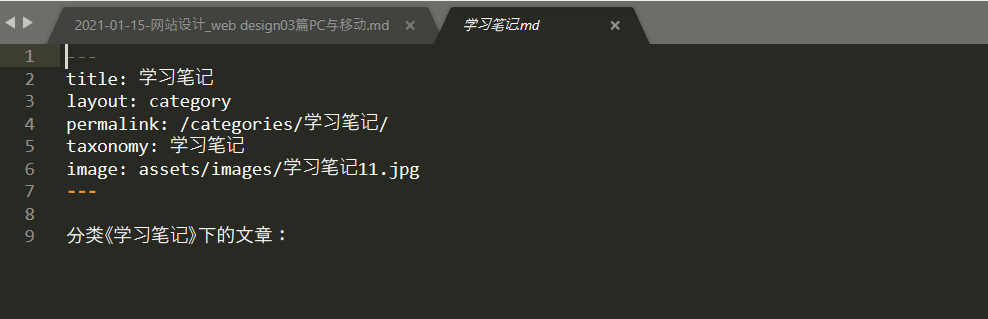 2021-01-15-网站设计_web design03篇PC与移动.md × 学习笔记.md ×
1 ---
2 title: 学习笔记
3 layout: category
4 permalink: /categories/学习笔记/
5 taxonomy: 学习笔记
6 image: assets/images/学习笔记11.jpg
7 ---
8
9 分类《学习笔记》下的文章：